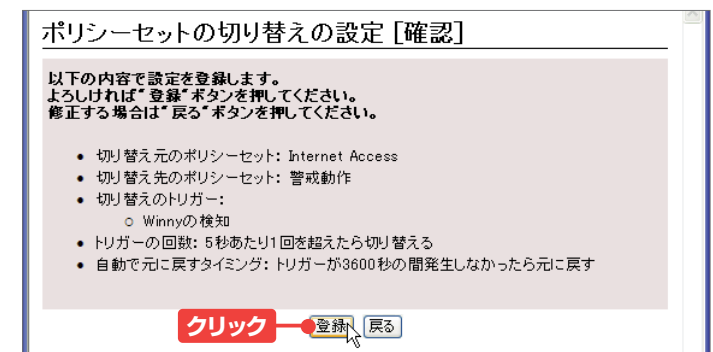 ポリシーセットの切り替えの設定 [確認]
以下の内容で設定を登録します。
よろしければ"登録"ボタンを押してください。
修正する場合は"戻る"ボタンを押してください。
• 切り替え元のポリシーセット: Internet Access
• 切り替え先のポリシーセット: 警戒動作
• 切り替えのトリガー:
○ Winnyの検知
• トリガーの回数: 5秒あたり1回を超えたら切り替える
• 自動で元に戻すタイミング: トリガーが3600秒の間発生しなかったら元に戻す
クリック 登録 戻る